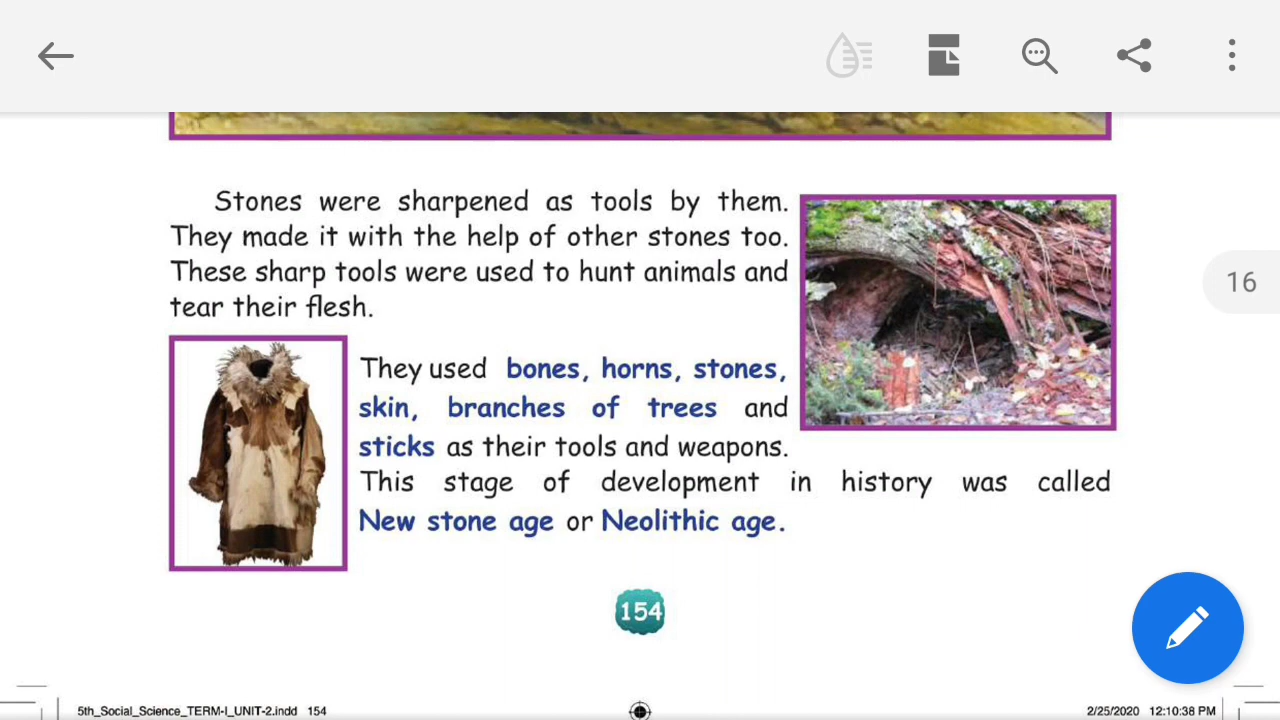 Stones were sharpened as tools by them.
They made it with the help of other stones too.
These sharp tools were used to hunt animals and
tear their flesh.
They used bones, horns, stones,
skin, branches of trees and
sticks as their tools and weapons.
This stage of development in history was called
New stone age or Neolithic age.
16
154
5th_Social_Science_TERM-I_UNIT-2.indd 154
2/25/2020 12:10:38 PM